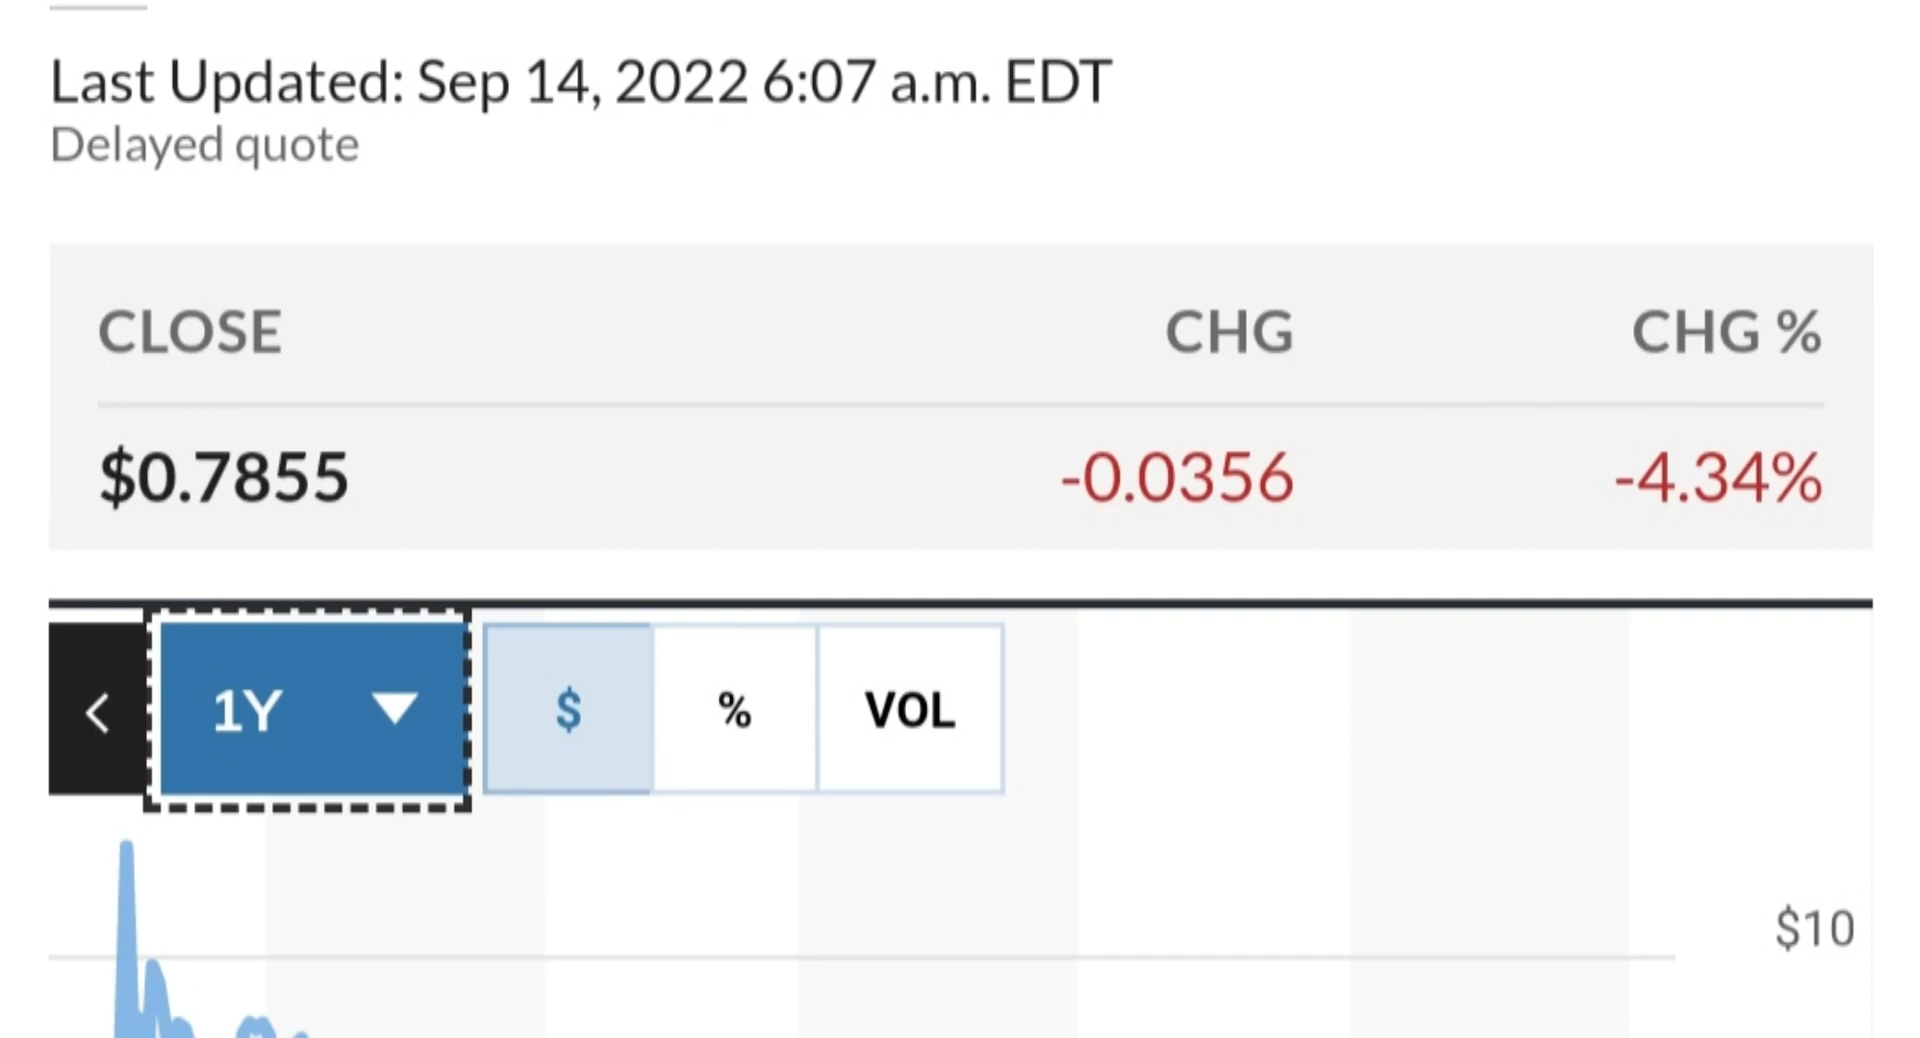 Last Updated: Sep 14, 2022 6:07 a.m. EDT
Delayed quote
CLOSE CHG CHG %
$0.7855 -0.0356 -4.34%
1Y $ % VOL
$10